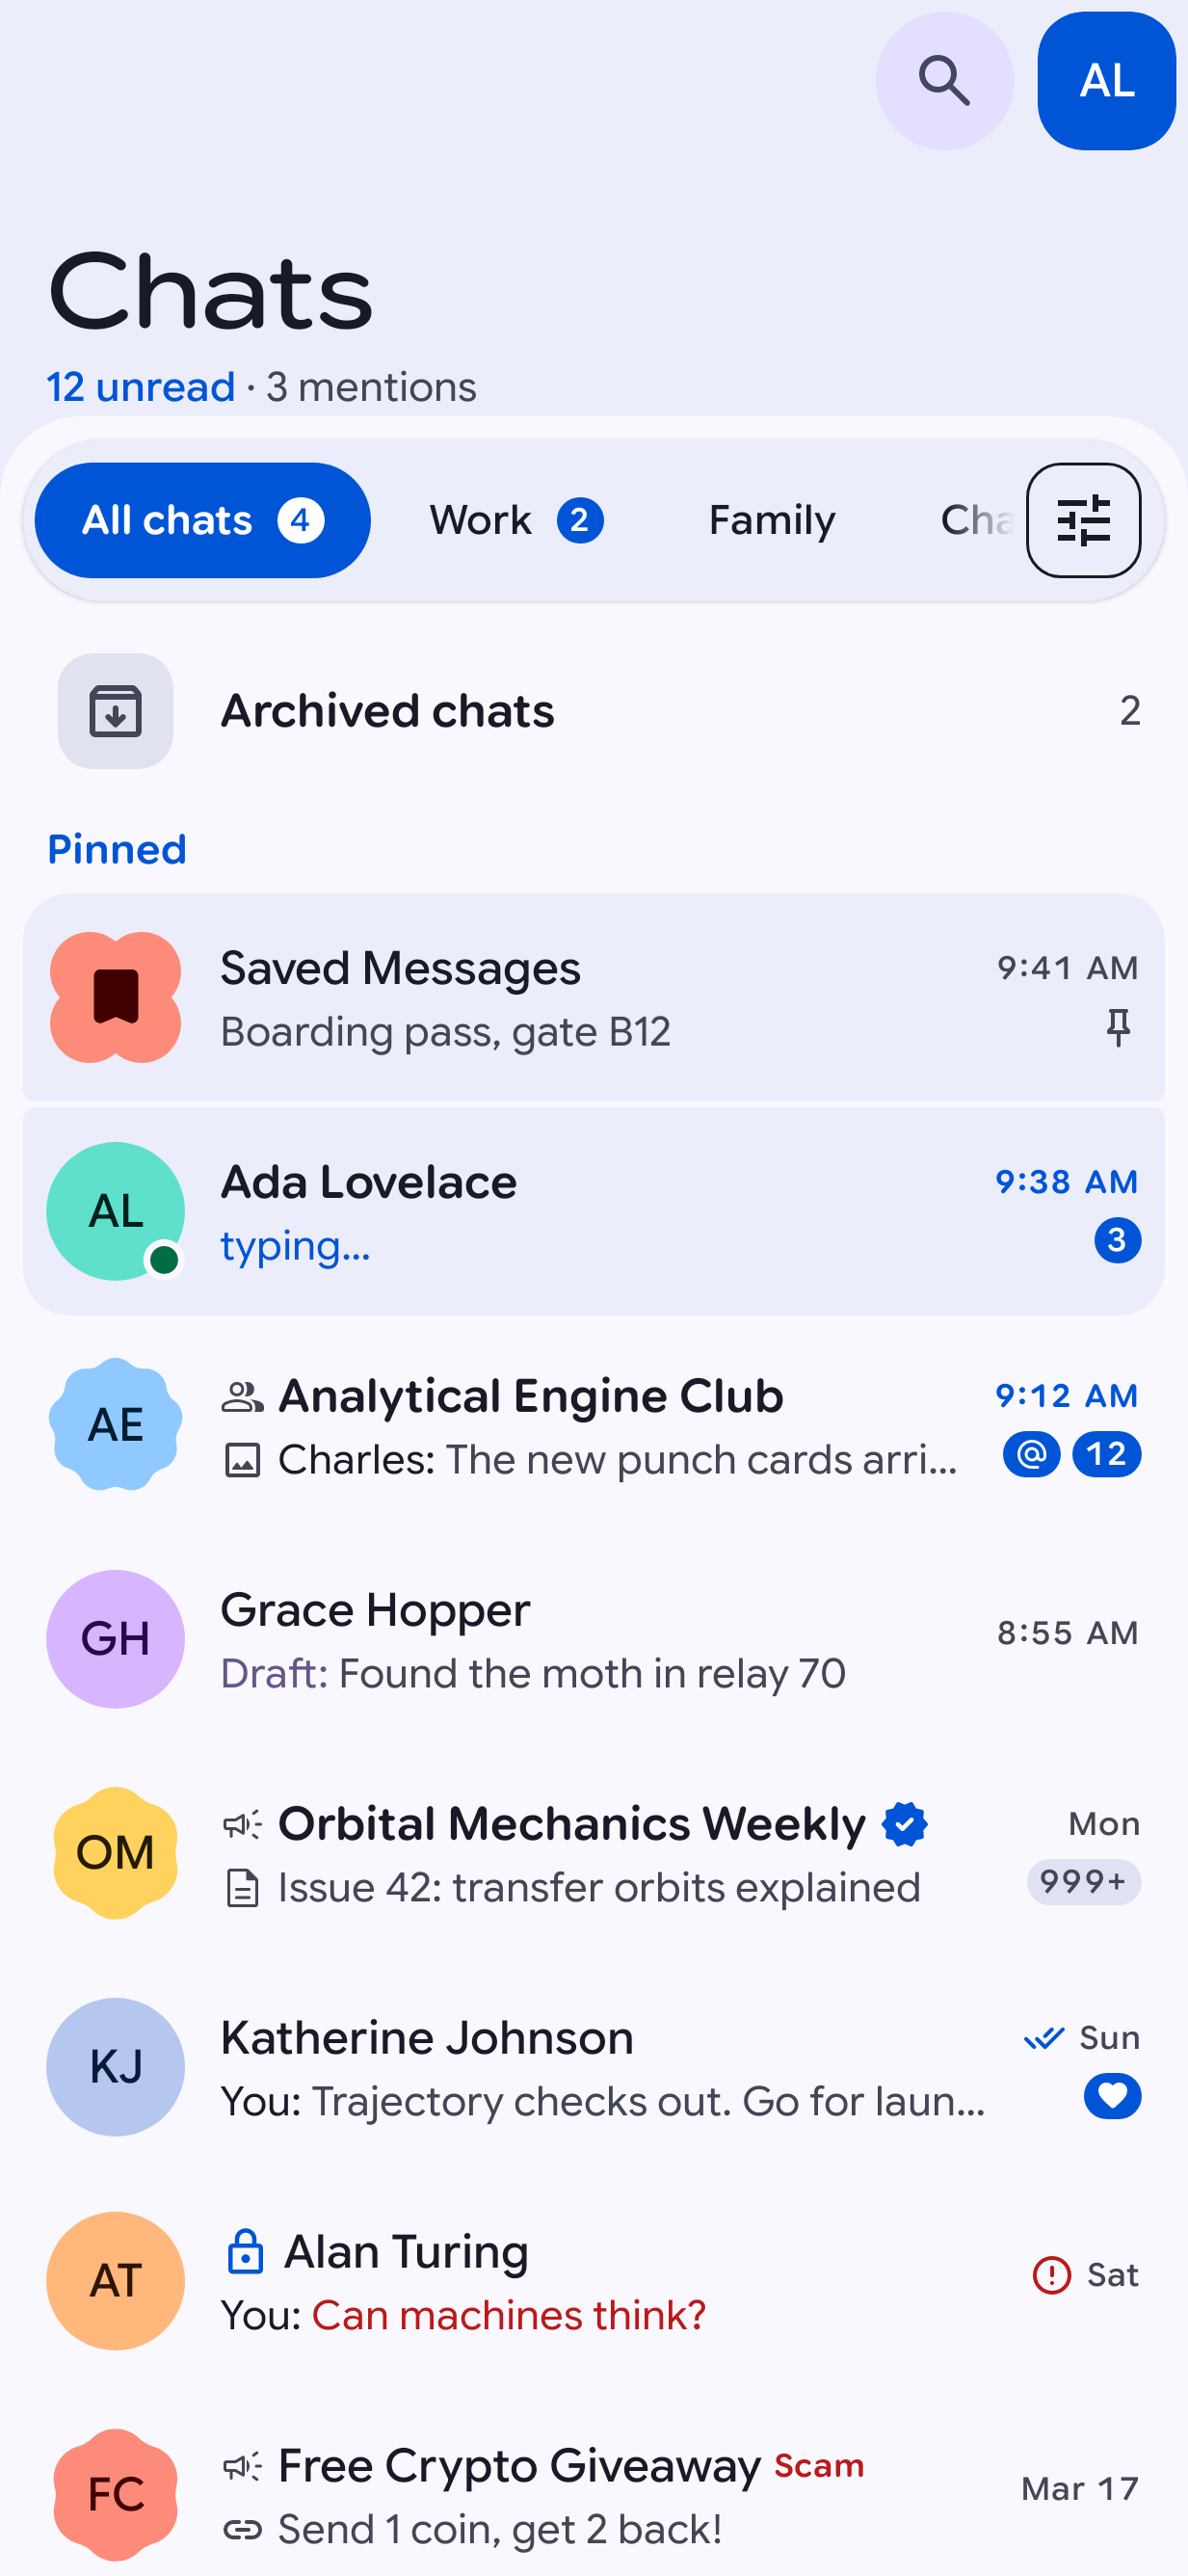 AL
Chats
12 unread · 3 mentions
All chats 4 Work 2 Family Cha
Archived chats 2
Pinned
Saved Messages 9:41 AM
Boarding pass, gate B12
AL Ada Lovelace 9:38 AM
typing... 3
AE Analytical Engine Club 9:12 AM
Charles: The new punch cards arri... @ 12
GH Grace Hopper 8:55 AM
Draft: Found the moth in relay 70
OM Orbital Mechanics Weekly Mon
Issue 42: transfer orbits explained 999+
KJ Katherine Johnson Sun
You: Trajectory checks out. Go for laun...
AT Alan Turing Sat
You: Can machines think?
FC Free Crypto Giveaway Scam Mar 17
Send 1 coin, get 2 back!